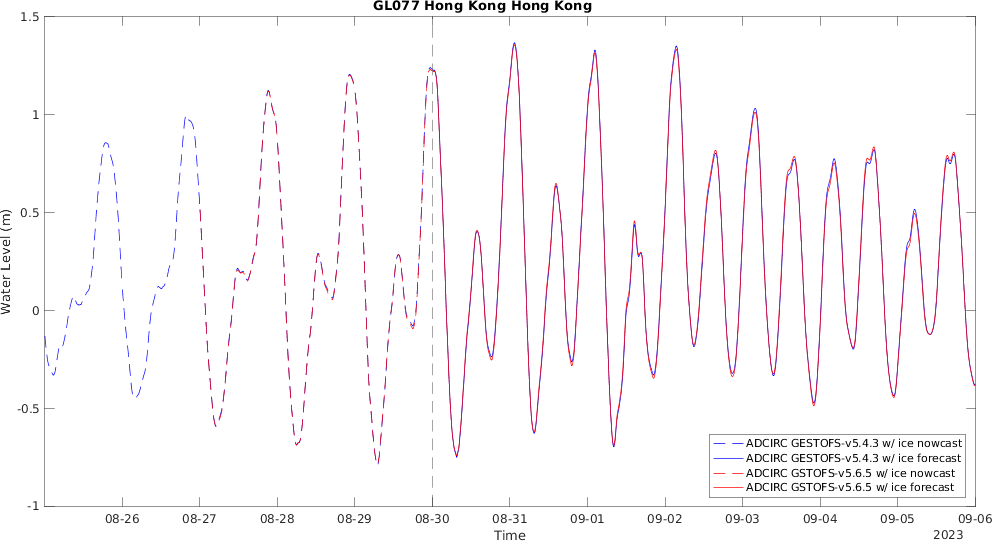 GL077 Hong Kong Hong Kong
Water Level (m)
1.5
1
0.5
0
-0.5
-1
ADCIRC GESTOFS-v5.4.3 w/ ice nowcast
ADCIRC GESTOFS-v5.4.3 w/ ice forecast
ADCIRC GSTOFS-v5.6.5 w/ ice nowcast
ADCIRC GSTOFS-v5.6.5 w/ ice forecast
08-26 08-27 08-28 08-29 08-30 08-31 09-01 09-02 09-03 09-04 09-05 09-06
Time
2023